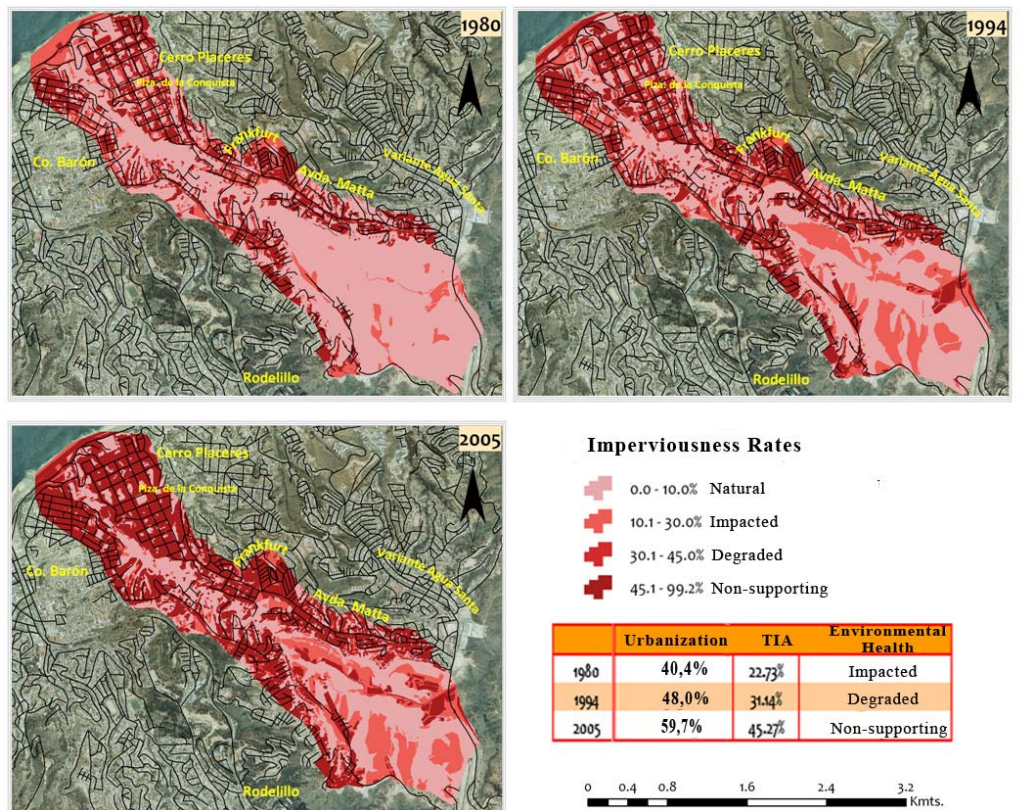 1980
Cerro Placeres
Plza. de la Conquista
Frankfurt
Co. Barón
Variante Agua Santa
Avda. Matta
Rodelillo
1994
Cerro Placeres
Plza. de la Conquista
Frankfurt
Co. Barón
Variante Agua Santa
Avda. Matta
Rodelillo
2005
Cerro Placeres
Plza. de la Conquista
Frankfurt
Co. Barón
Variante Agua Santa
Avda. Matta
Rodelillo
Imperviousness Rates
0.0 - 10.0% Natural
10.1 - 30.0% Impacted
30.1 - 45.0% Degraded
45.1 - 99.2% Non-supporting
Urbanization TIA Environmental
Health
1980 40,4% 22.73% Impacted
1994 48,0% 31.14% Degraded
2005 59,7% 45.27% Non-supporting
0 0.4 0.8 1.6 2.4 3.2
Kmts.